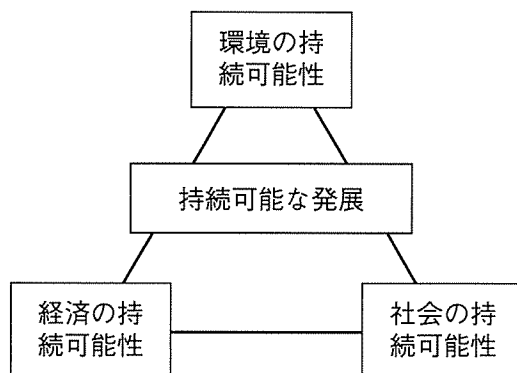 環境の持
続可能性
持続可能な発展
経済の持
続可能性
社会の持
続可能性